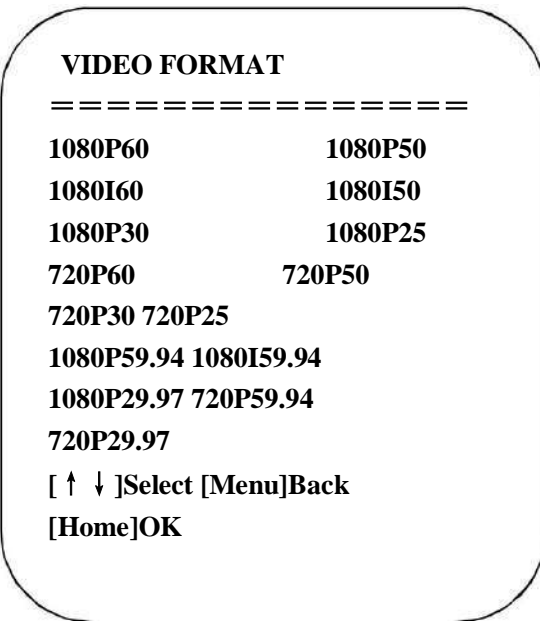 VIDEO FORMAT
===============
1080P60 1080P50
1080I60 1080I50
1080P30 1080P25
720P60 720P50
720P30 720P25
1080P59.94 1080I59.94
1080P29.97 720P59.94
720P29.97
[↑↓]Select [Menu]Back
[Home]OK